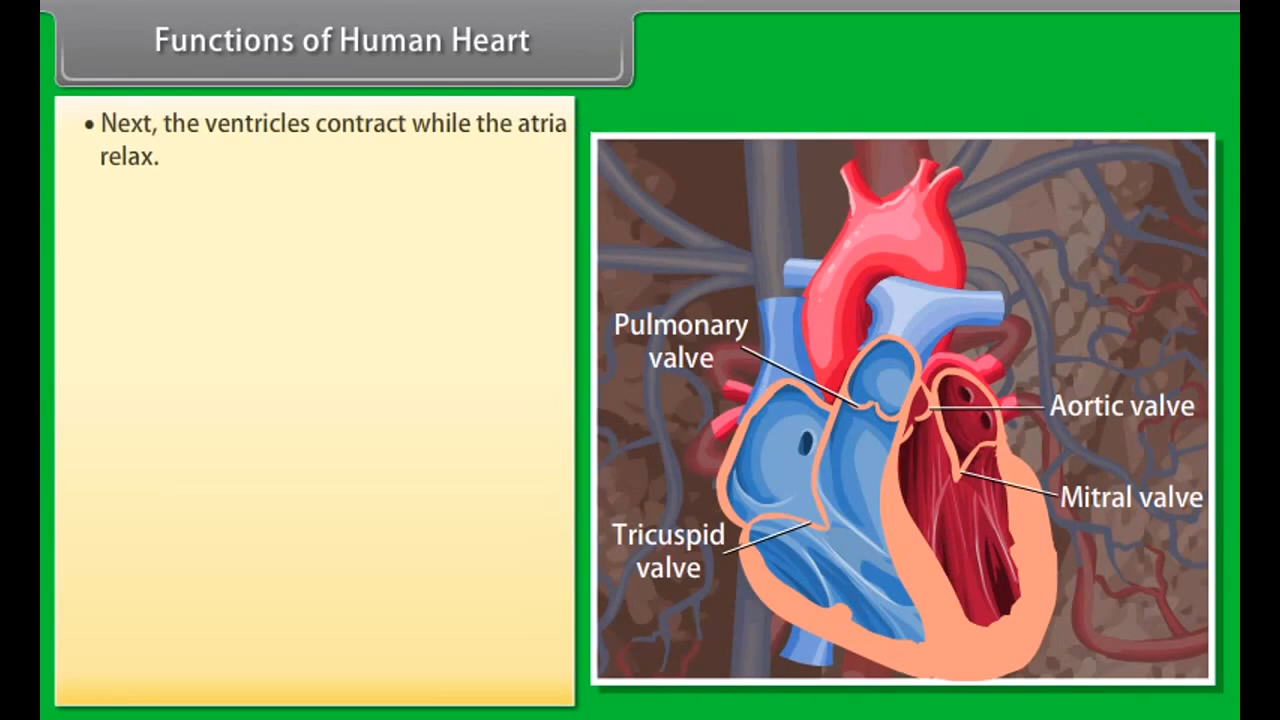 Functions of Human Heart
• Next, the ventricles contract while the atria
relax.
Pulmonary
valve
Aortic valve
Mitral valve
Tricuspid
valve